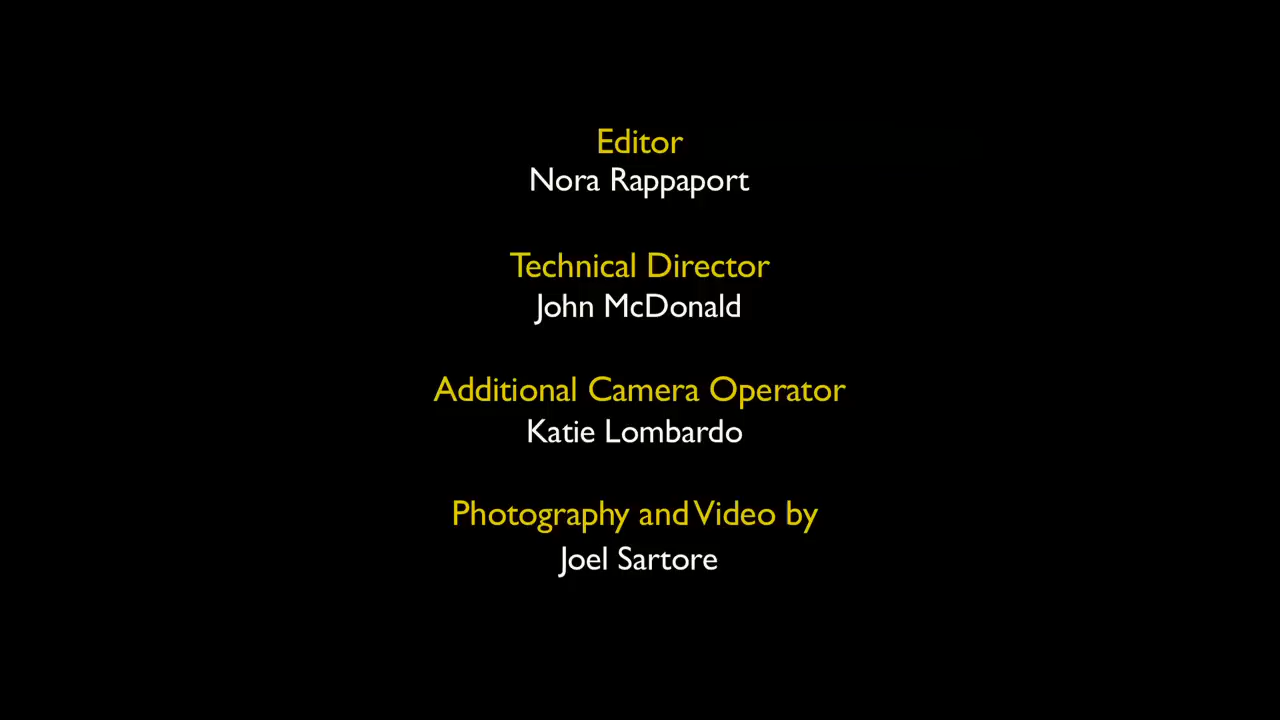 Editor
Nora Rappaport
Technical Director
John McDonald
Additional Camera Operator
Katie Lombardo
Photography and Video by
Joel Sartore